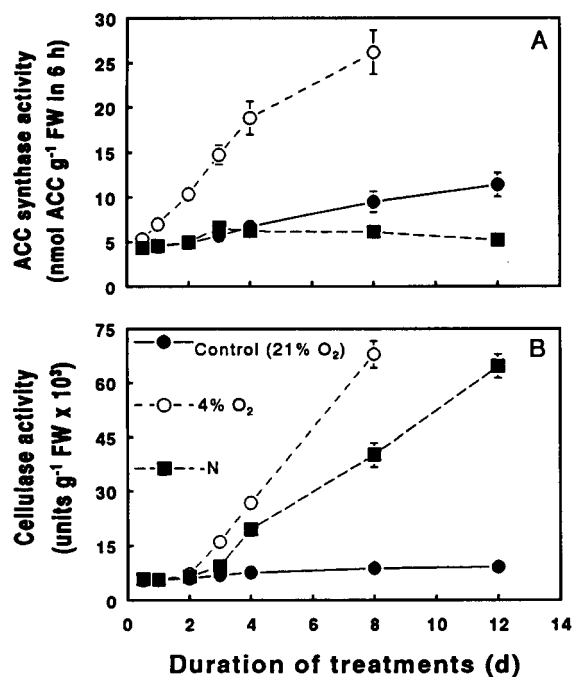 A
ACC synthase activity
(nmol ACC g⁻¹ FW in 6 h)
30
25
20
15
10
5
0
B
Cellulase activity
(units g⁻¹ FW x 10³)
75
60
45
30
15
0
Control (21% O₂)
4% O₂
-N
0 2 4 6 8 10 12 14
Duration of treatments (d)